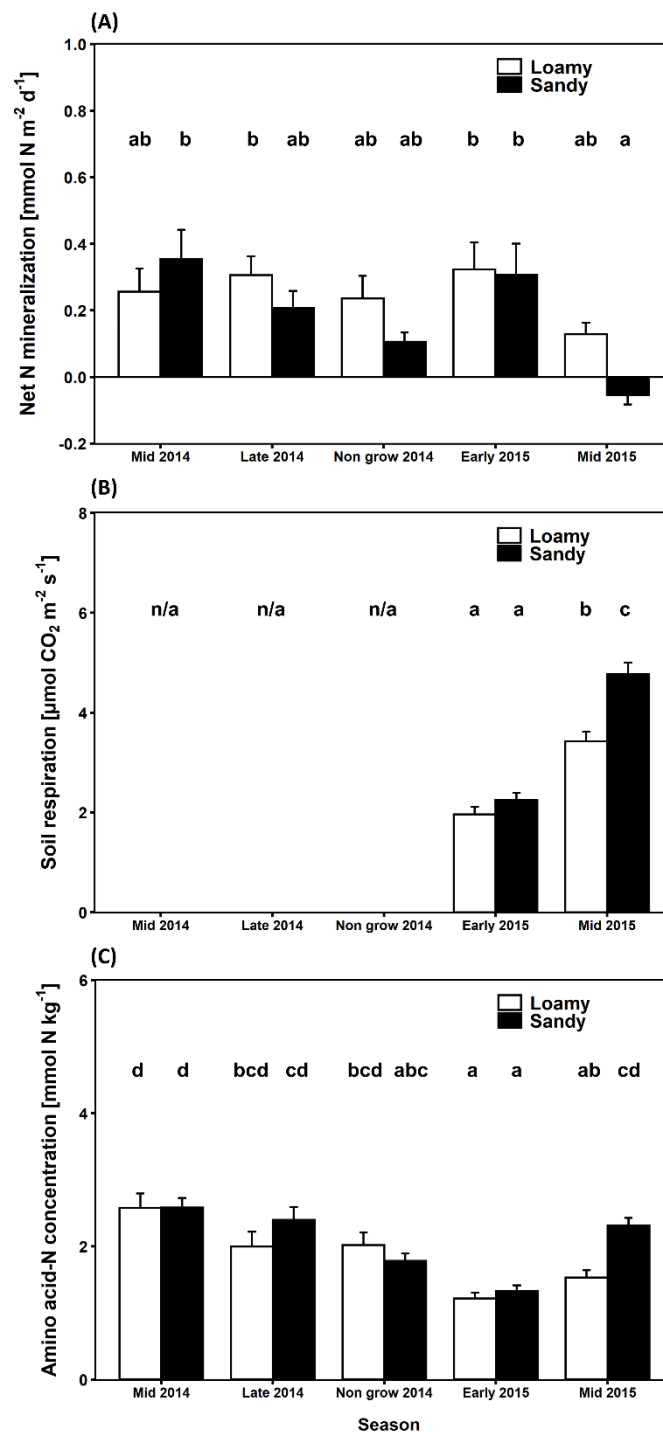 (A)
Net N mineralization [mmol N m⁻² d⁻¹]
1.0
0.8
0.6
0.4
0.2
0.0
-0.2
Loamy
Sandy
ab b b ab ab ab b b ab a
Mid 2014 Late 2014 Non grow 2014 Early 2015 Mid 2015
(B)
Soil respiration [µmol CO₂ m⁻² s⁻¹]
8
6
4
2
0
Loamy
Sandy
n/a n/a n/a a a b c
Mid 2014 Late 2014 Non grow 2014 Early 2015 Mid 2015
(C)
Amino acid-N concentration [mmol N kg⁻¹]
6
4
2
0
Loamy
Sandy
d d bcd cd bcd abc a a ab cd
Mid 2014 Late 2014 Non grow 2014 Early 2015 Mid 2015
Season